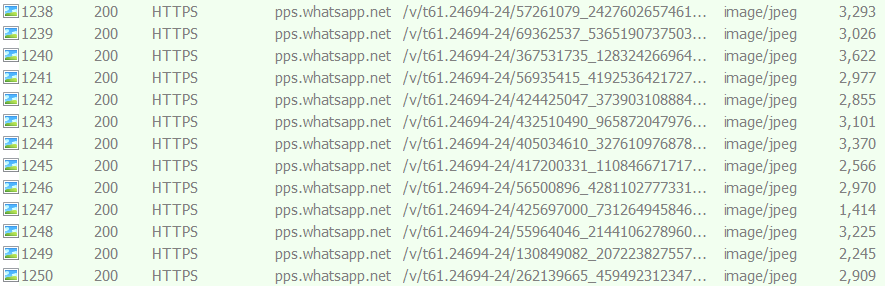 1238 200 HTTPS pps.whatsapp.net /v/t61.24694-24/57261079_2427602657461... image/jpeg 3,293
1239 200 HTTPS pps.whatsapp.net /v/t61.24694-24/69362537_5365190737503... image/jpeg 3,026
1240 200 HTTPS pps.whatsapp.net /v/t61.24694-24/367531735_128324266964... image/jpeg 3,622
1241 200 HTTPS pps.whatsapp.net /v/t61.24694-24/56935415_4192536421727... image/jpeg 2,977
1242 200 HTTPS pps.whatsapp.net /v/t61.24694-24/424425047_373903108884... image/jpeg 2,855
1243 200 HTTPS pps.whatsapp.net /v/t61.24694-24/432510490_965872047976... image/jpeg 3,101
1244 200 HTTPS pps.whatsapp.net /v/t61.24694-24/405034610_327610976878... image/jpeg 3,370
1245 200 HTTPS pps.whatsapp.net /v/t61.24694-24/417200331_110846671717... image/jpeg 2,566
1246 200 HTTPS pps.whatsapp.net /v/t61.24694-24/56500896_4281102777331... image/jpeg 2,970
1247 200 HTTPS pps.whatsapp.net /v/t61.24694-24/425697000_731264945846... image/jpeg 1,414
1248 200 HTTPS pps.whatsapp.net /v/t61.24694-24/55964046_2144106278960... image/jpeg 3,225
1249 200 HTTPS pps.whatsapp.net /v/t61.24694-24/130849082_207223827557... image/jpeg 2,245
1250 200 HTTPS pps.whatsapp.net /v/t61.24694-24/262139665_459492312347... image/jpeg 2,909